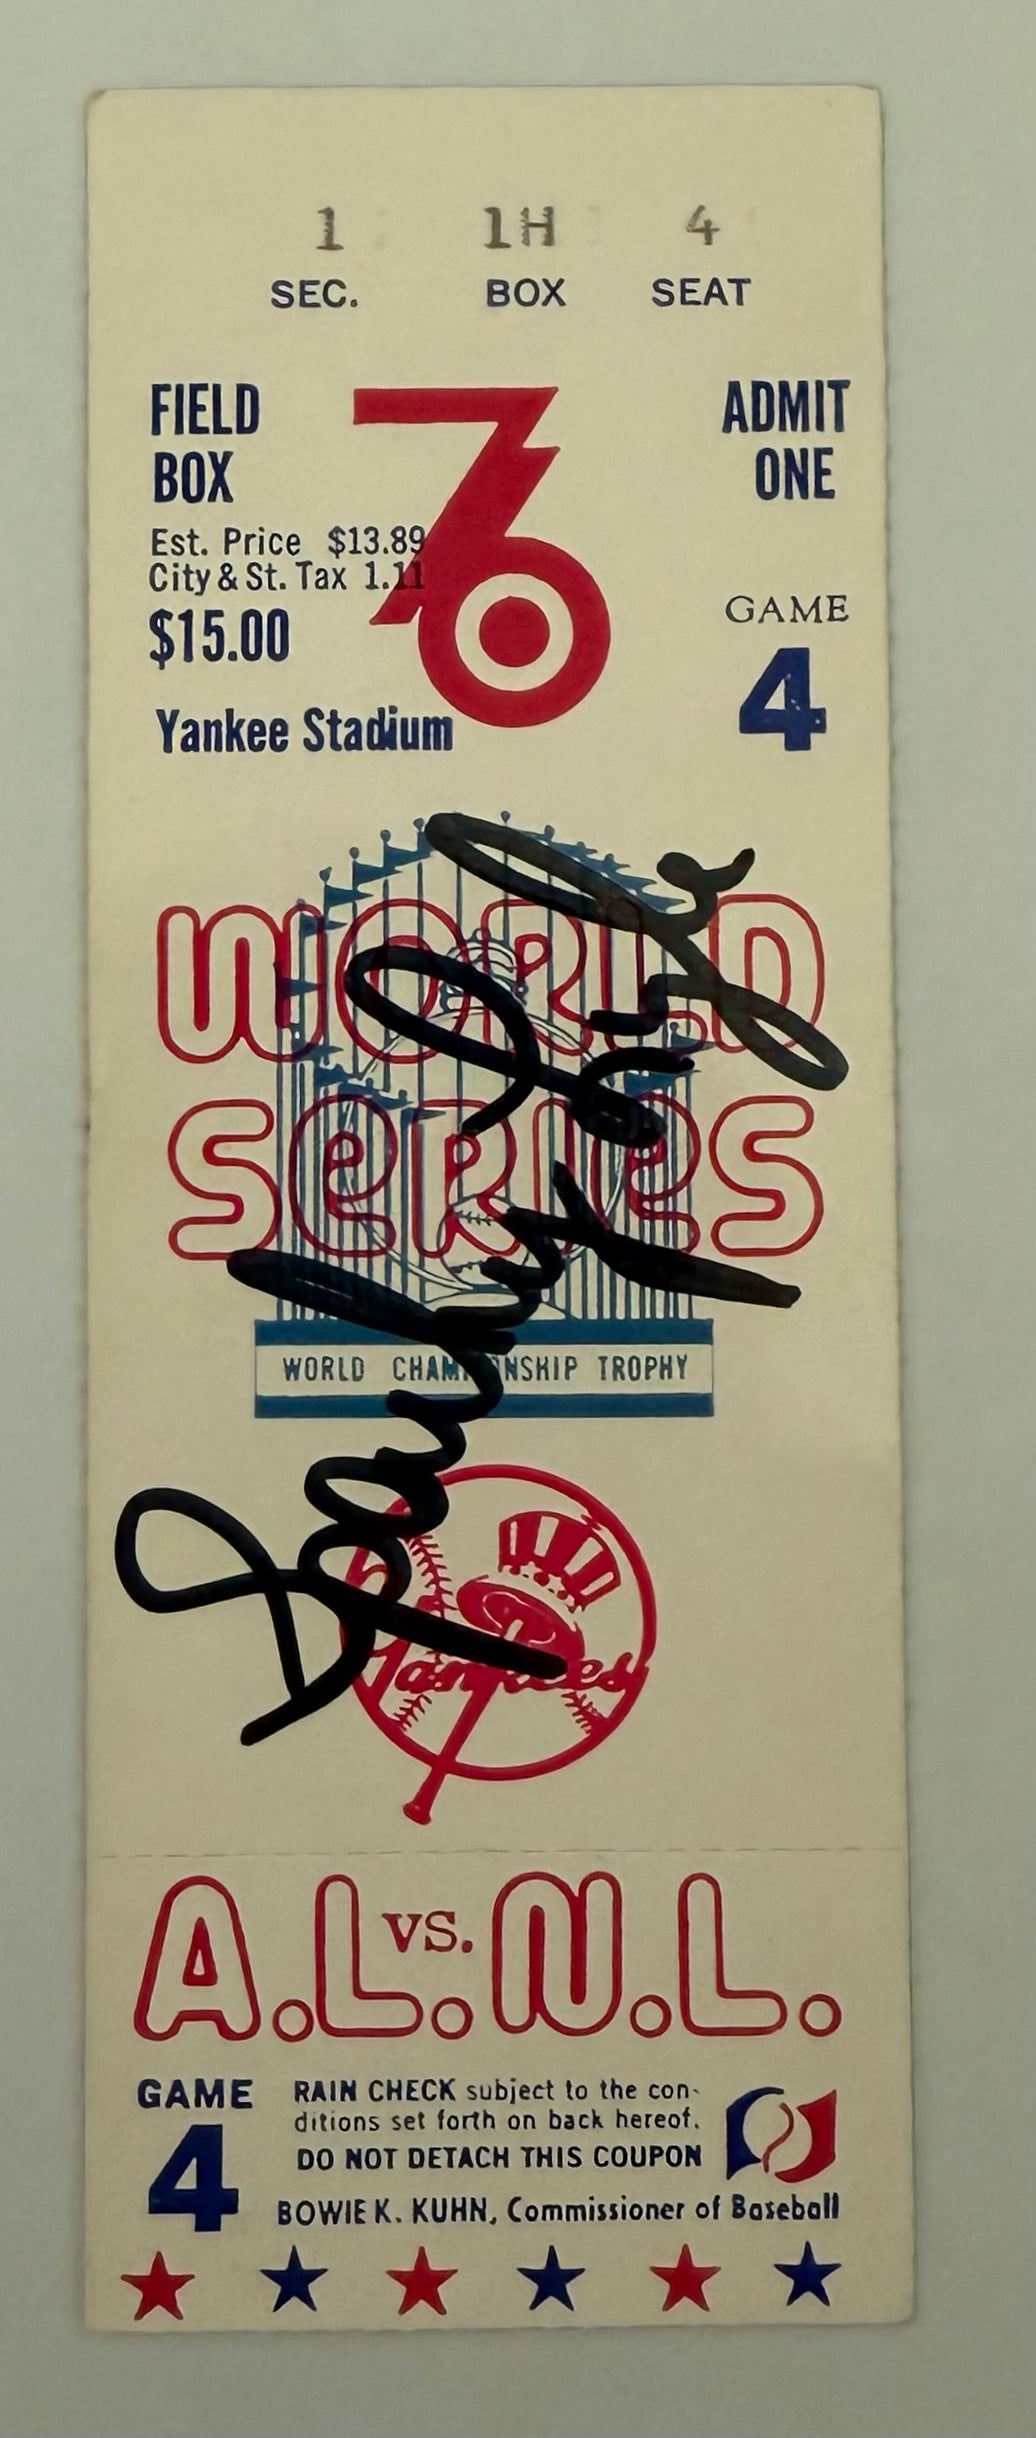 1 1H 4
SEC. BOX SEAT
FIELD BOX
76
ADMIT ONE
Est. Price $13.89
City & St. Tax 1.11
$15.00
GAME
4
Yankee Stadium
WORLD
SERIES
WORLD CHAMPIONSHIP TROPHY
Yankees
A.L. vs. N.L.
GAME
4
RAIN CHECK subject to the con-
ditions set forth on back hereof.
DO NOT DETACH THIS COUPON
BOWIE K. KUHN, Commissioner of Baseball